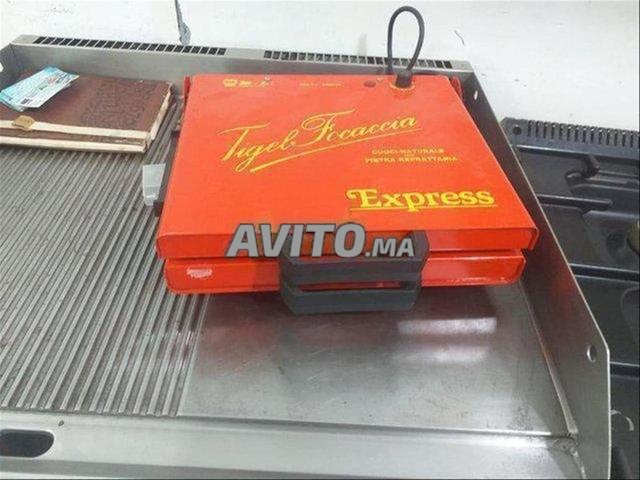 Tigel Focaccia
CUOCI-NATURALE
PIETRA REFRATTARIA
Express
AVITO.MA